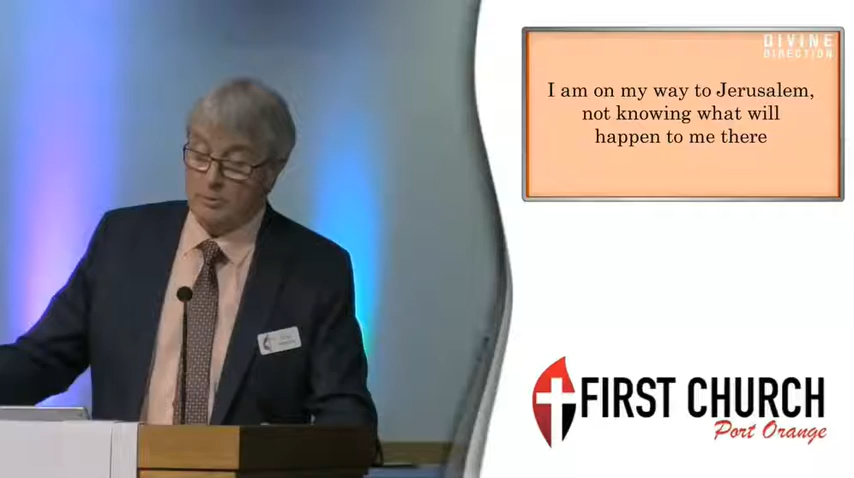 DIVINE
DIRECTION
I am on my way to Jerusalem,
not knowing what will
happen to me there
FIRST CHURCH
Port Orange